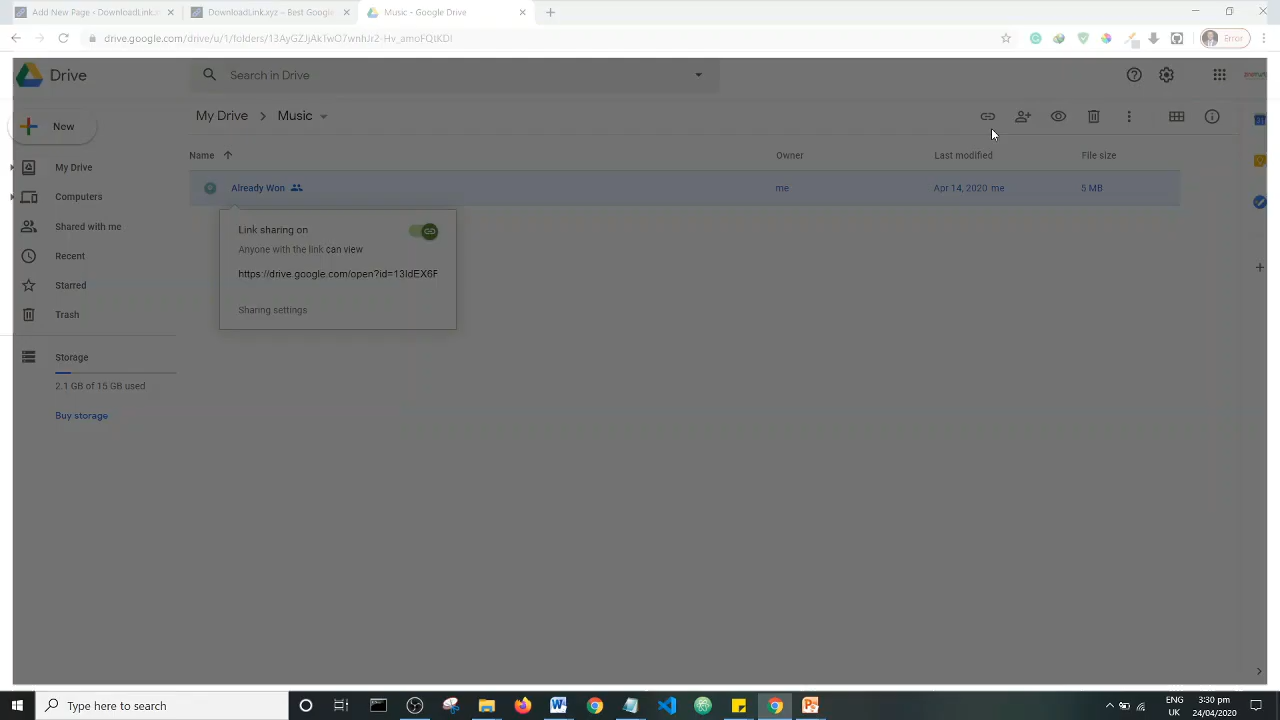 Add New Page - DownloadLink.
DownloadLink.xyz – Best Google
Music - Google Drive
drive.google.com/drive/u/1/folders/
Error
Drive
Search in Drive
New
My Drive > Music
Name
Owner
Last modified
File size
Already Won
me
Apr 14, 2020 me
5 MB
Link sharing on
Anyone with the link can view
https://drive.google.com/open?id=13IdEX6F
Sharing settings
My Drive
Computers
Shared with me
Recent
Starred
Trash
Storage
2.1 GB of 15 GB used
Buy storage
Type here to search
ENG
UK
3:30 pm
24/04/2020